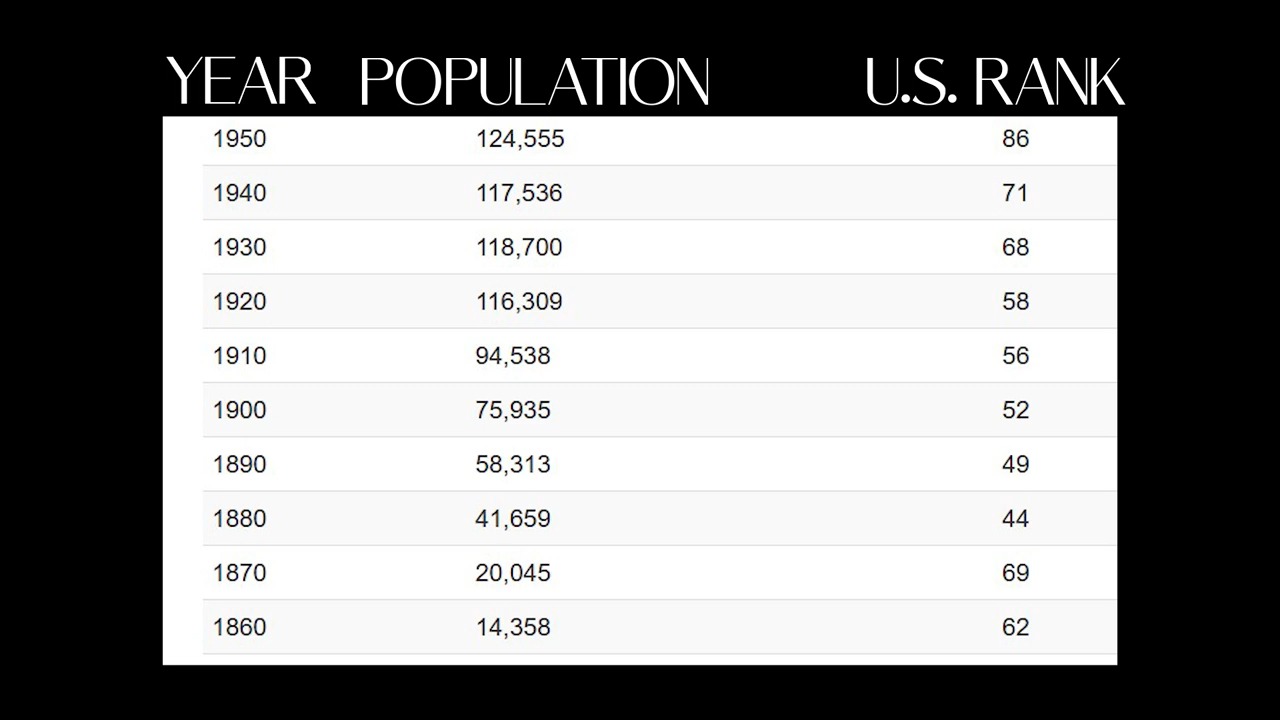 YEAR POPULATION U.S. RANK
1950 124,555 86
1940 117,536 71
1930 118,700 68
1920 116,309 58
1910 94,538 56
1900 75,935 52
1890 58,313 49
1880 41,659 44
1870 20,045 69
1860 14,358 62